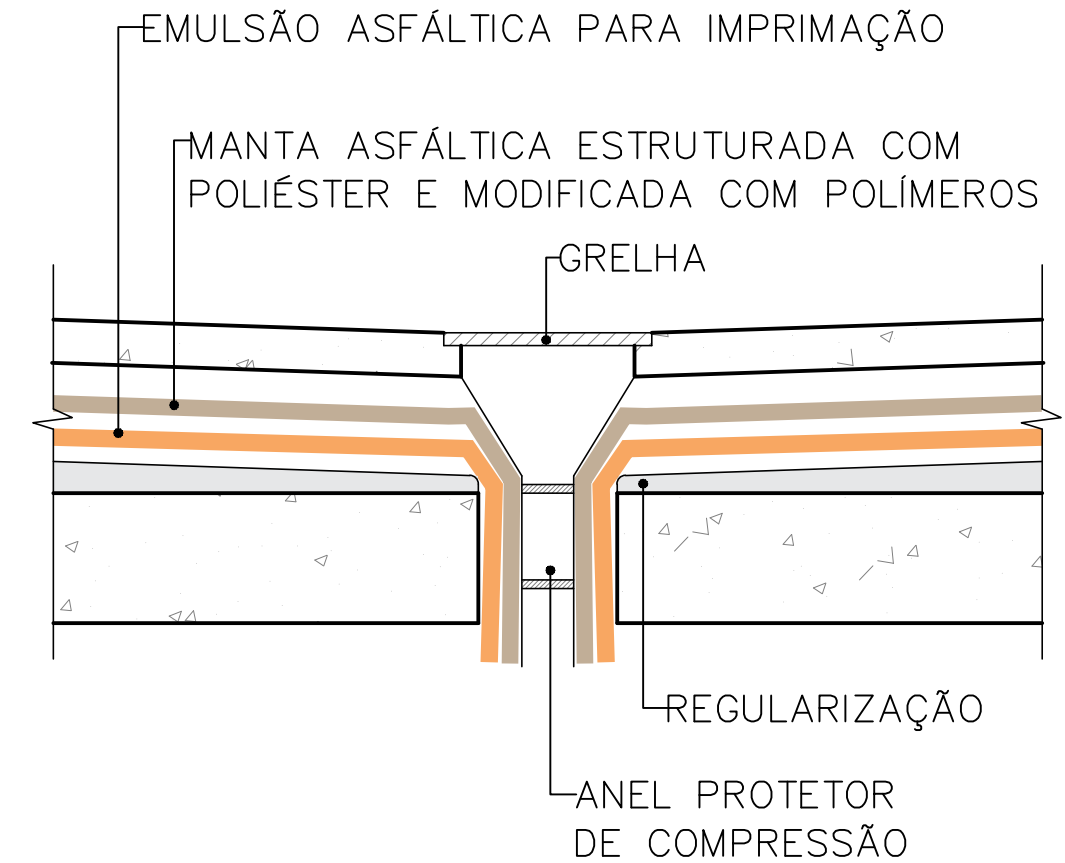 EMULSÃO ASFÁLTICA PARA IMPRIMAÇÃO
MANTA ASFÁLTICA ESTRUTURADA COM
POLIÉSTER E MODIFICADA COM POLÍMEROS
GRELHA
REGULARIZAÇÃO
ANEL PROTETOR
DE COMPRESSÃO